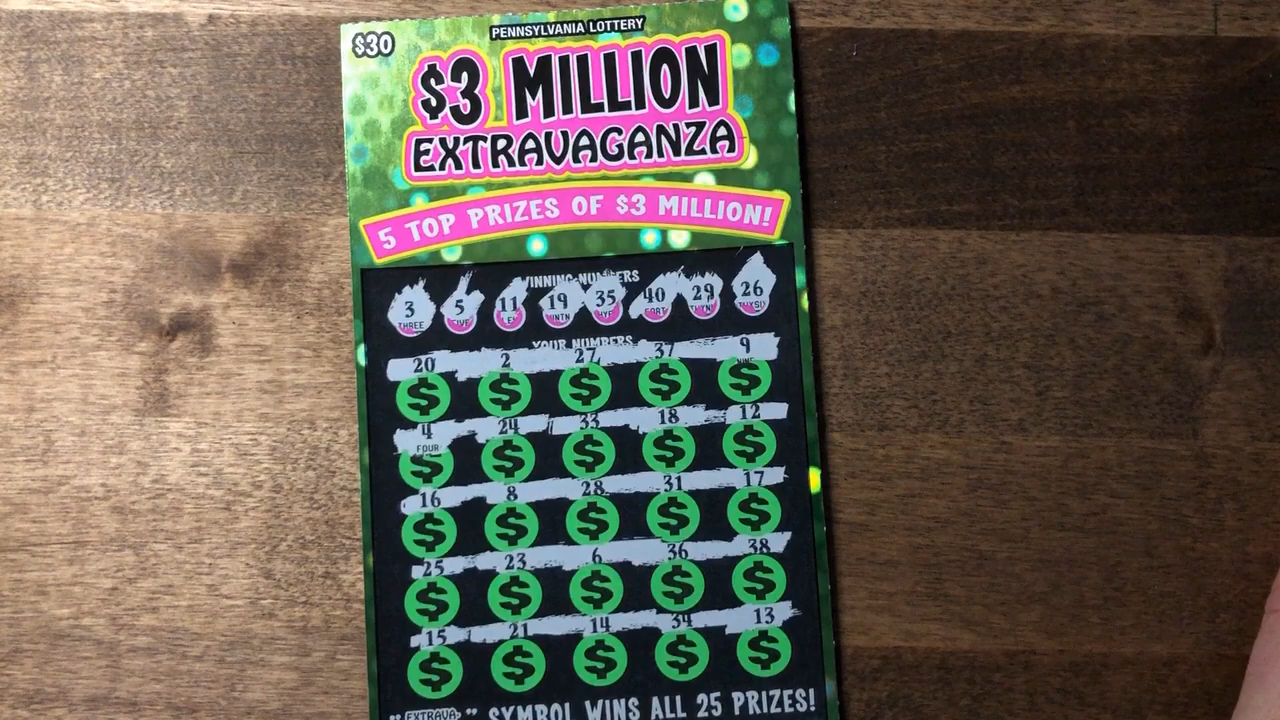 PENNSYLVANIA LOTTERY
$30
$3 MILLION
EXTRAVAGANZA
5 TOP PRIZES OF $3 MILLION!
WINNING NUMBERS
3 5 11 19 35 40 29 26
THREE FIVE
YOUR NUMBERS
20 2 27 37 9
$ $ $ $ $
4 24 33 18 12
FOUR
$ $ $ $ $
16 8 28 31 17
$ $ $ $ $
25 23 6 36 38
$ $ $ $ $
15 21 14 34 13
$ $ $ $ $
"EXTRAVA-" SYMBOL WINS ALL 25 PRIZES!